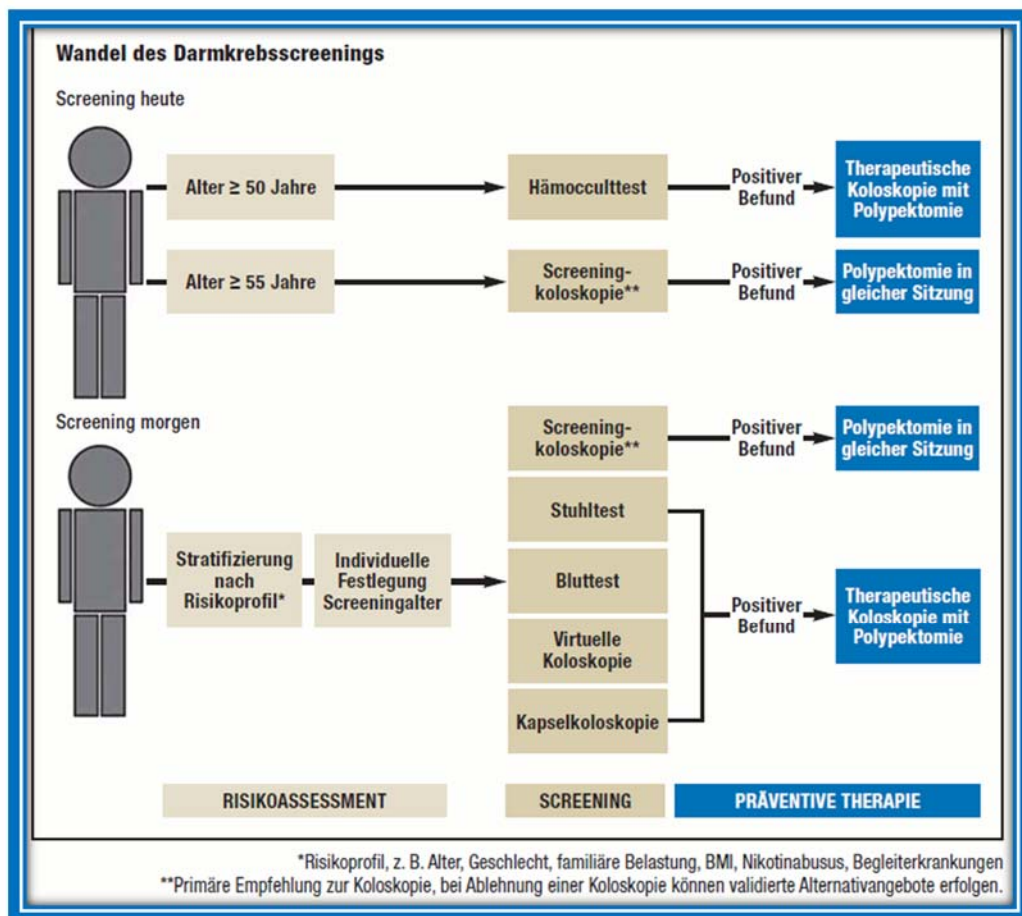 Wandel des Darmkrebsscreenings
Screening heute
Alter ≥ 50 Jahre
Hämocculttest
Positiver
Befund
Therapeutische
Koloskopie mit
Polypektomie
Alter ≥ 55 Jahre
Screening-
koloskopie**
Positiver
Befund
Polypektomie in
gleicher Sitzung
Screening morgen
Screening-
koloskopie**
Positiver
Befund
Polypektomie in
gleicher Sitzung
Stratifizierung
nach
Risikoprofil*
Individuelle
Festlegung
Screeningalter
Stuhltest
Bluttest
Virtuelle
Koloskopie
Kapselkoloskopie
Positiver
Befund
Therapeutische
Koloskopie mit
Polypektomie
RISIKOASSESSMENT
SCREENING
PRÄVENTIVE THERAPIE
*Risikoprofil, z. B. Alter, Geschlecht, familiäre Belastung, BMI, Nikotinabusus, Begleiterkrankungen
**Primäre Empfehlung zur Koloskopie, bei Ablehnung einer Koloskopie können validierte Alternativangebote erfolgen.